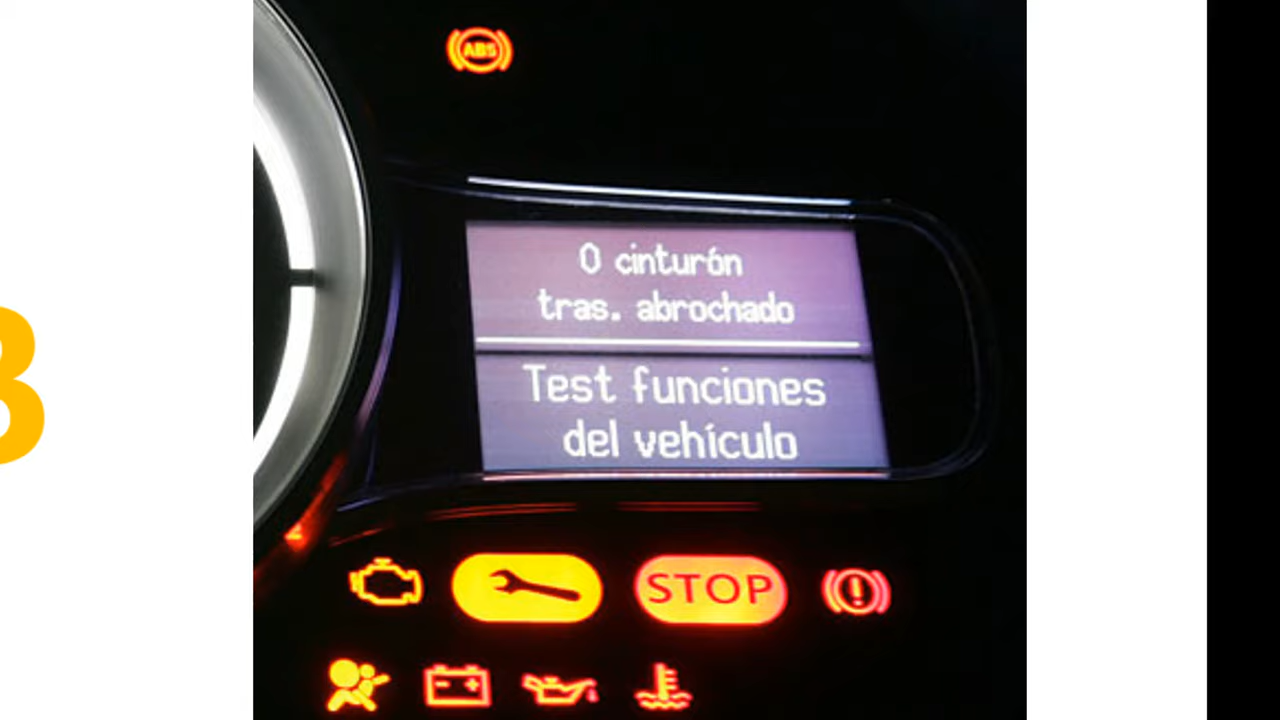 ABS
0 cinturón
tras. abrochado
Test funciones
del vehículo
STOP